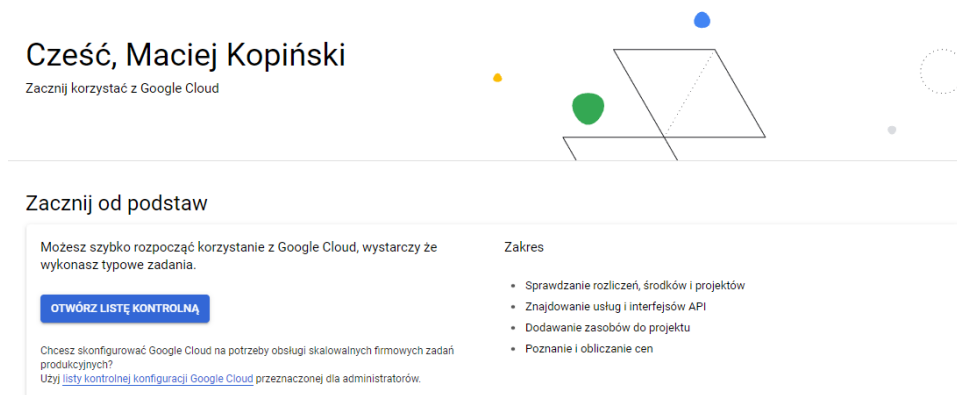 Cześć, Maciej Kopiński
Zacznij korzystać z Google Cloud
Zacznij od podstaw
Możesz szybko rozpocząć korzystanie z Google Cloud, wystarczy że
wykonasz typowe zadania.
OTWÓRZ LISTĘ KONTROLNĄ
Chcesz skonfigurować Google Cloud na potrzeby obsługi skalowalnych firmowych zadań
produkcyjnych?
Użyj listy kontrolnej konfiguracji Google Cloud przeznaczonej dla administratorów.
Zakres
• Sprawdzanie rozliczeń, środków i projektów
• Znajdowanie usług i interfejsów API
• Dodawanie zasobów do projektu
• Poznanie i obliczanie cen